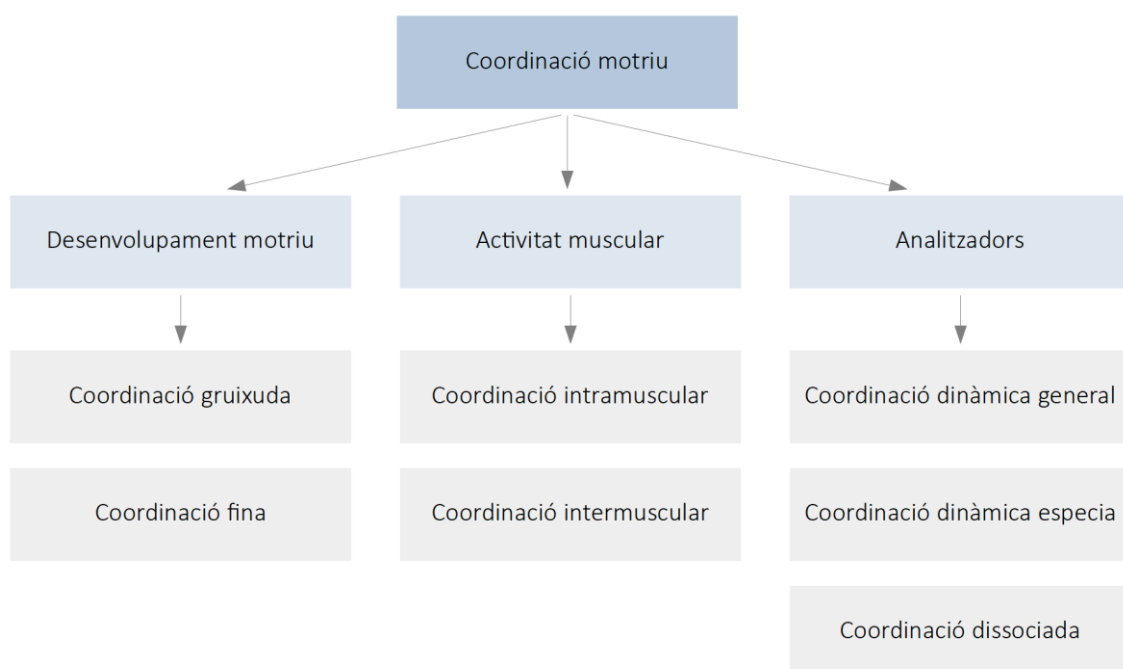 Coordinació motriu
Desenvolupament motriu
Activitat muscular
Analitzadors
Coordinació gruixuda
Coordinació intramuscular
Coordinació dinàmica general
Coordinació fina
Coordinació intermuscular
Coordinació dinàmica especia
Coordinació dissociada